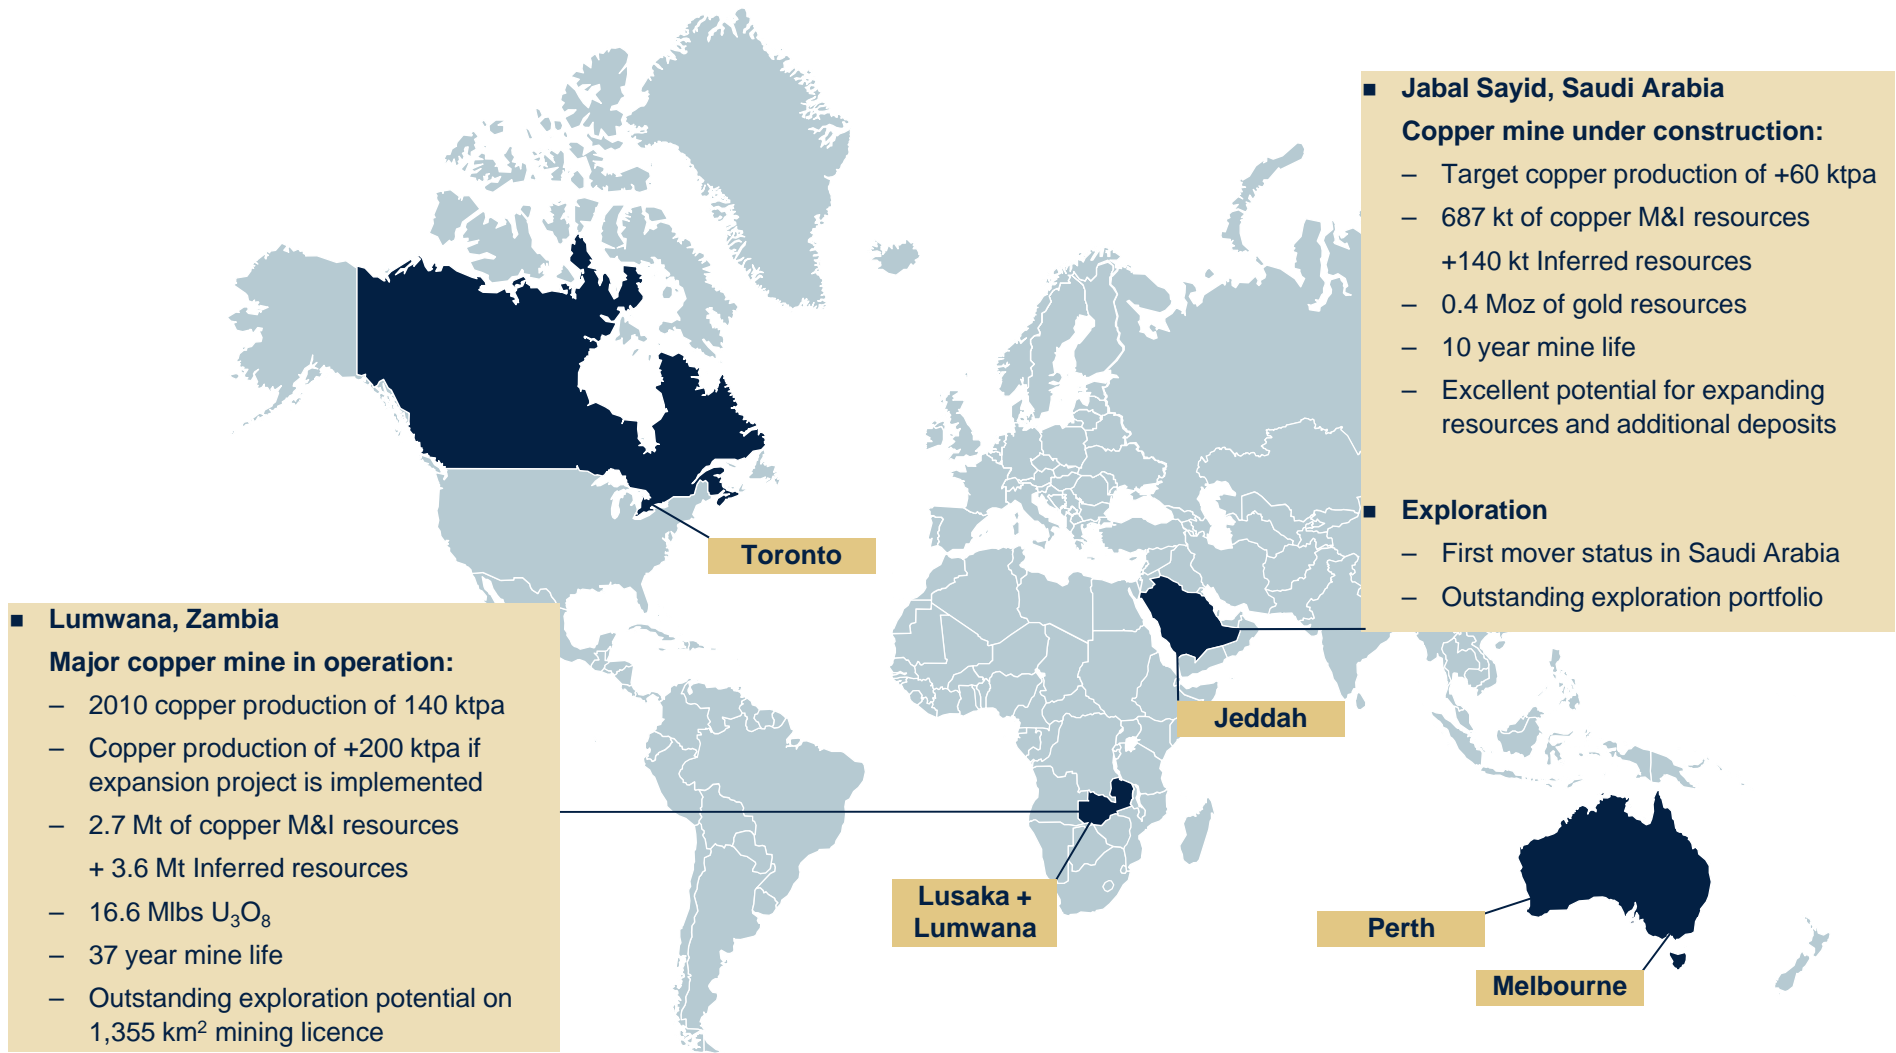 ■ Jabal Sayid, Saudi Arabia
Copper mine under construction:
– Target copper production of +60 ktpa
– 687 kt of copper M&I resources
+140 kt Inferred resources
– 0.4 Moz of gold resources
– 10 year mine life
– Excellent potential for expanding
resources and additional deposits
■ Exploration
– First mover status in Saudi Arabia
– Outstanding exploration portfolio
Toronto
■ Lumwana, Zambia
Major copper mine in operation:
– 2010 copper production of 140 ktpa
– Copper production of +200 ktpa if
expansion project is implemented
– 2.7 Mt of copper M&I resources
+ 3.6 Mt Inferred resources
– 16.6 Mlbs U₃O₈
– 37 year mine life
– Outstanding exploration potential on
1,355 km² mining licence
Jeddah
Lusaka +
Lumwana
Perth
Melbourne